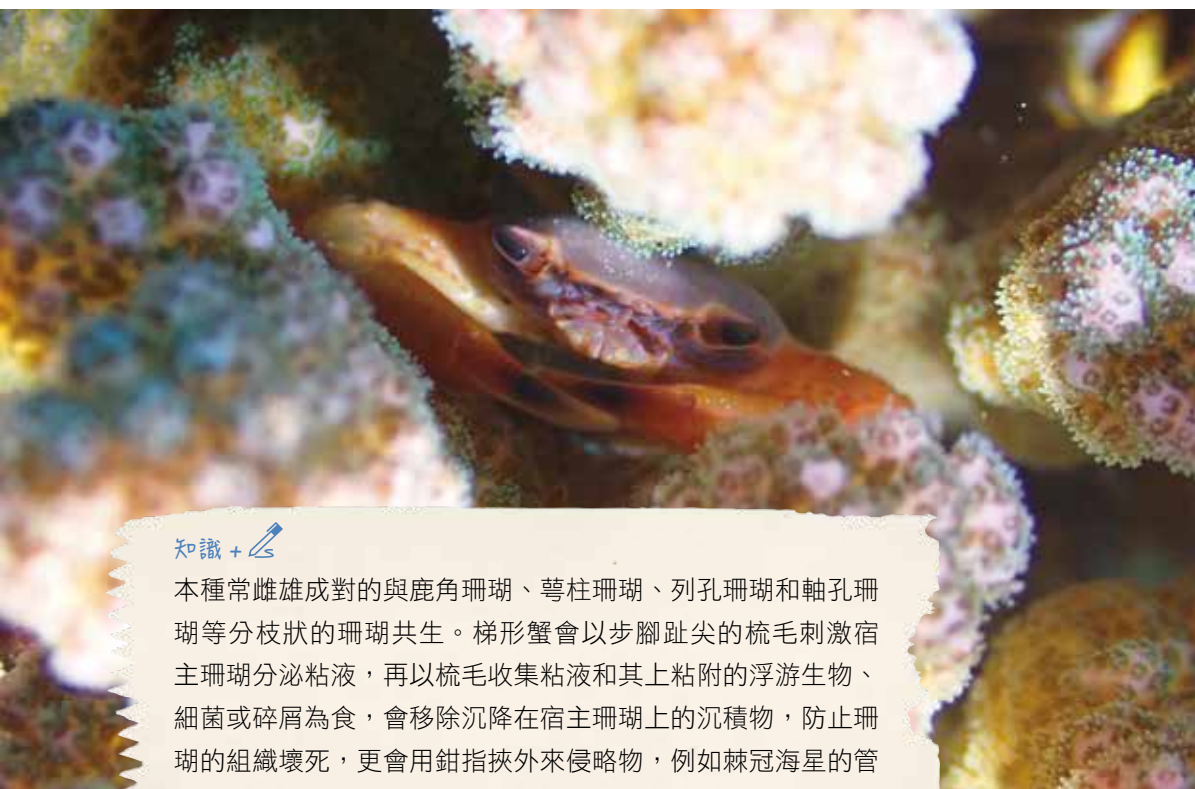 知識+
本種常雌雄成對的與鹿角珊瑚、萼柱珊瑚、列孔珊瑚和軸孔珊
瑚等分枝狀的珊瑚共生。梯形蟹會以步腳趾尖的梳毛刺激宿
主珊瑚分泌粘液，再以梳毛收集粘液和其上粘附的浮游生物、
細菌或碎屑為食，會移除沉降在宿主珊瑚上的沉積物，防止珊
瑚的組織壞死，更會用鉗指挾外來侵略物，例如棘冠海星的管